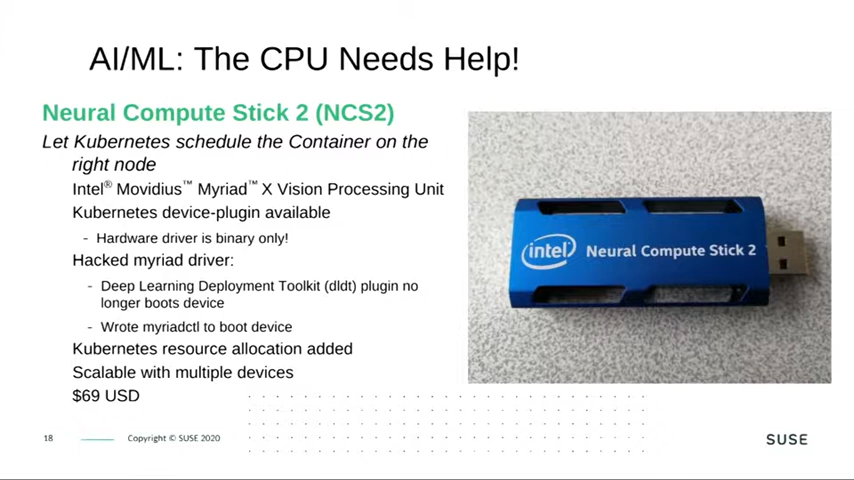 AI/ML: The CPU Needs Help!
Neural Compute Stick 2 (NCS2)
Let Kubernetes schedule the Container on the
right node
Intel® Movidius™ Myriad™ X Vision Processing Unit
Kubernetes device-plugin available
- Hardware driver is binary only!
Hacked myriad driver:
- Deep Learning Deployment Toolkit (dldt) plugin no
longer boots device
- Wrote myriadctl to boot device
Kubernetes resource allocation added
Scalable with multiple devices
$69 USD
intel Neural Compute Stick 2
18 Copyright © SUSE 2020
SUSE